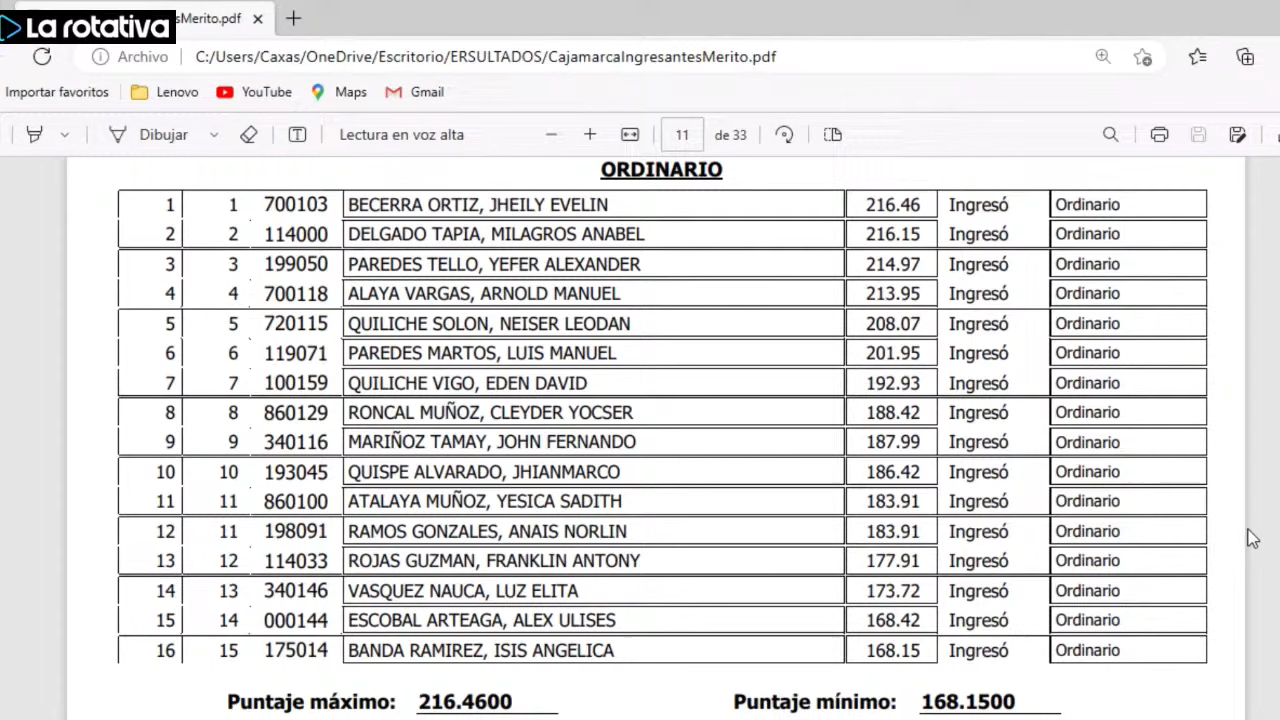 La rotativa
sMerito.pdf
Archivo C:/Users/Caxas/OneDrive/Escritorio/ERSULTADOS/CajamarcaIngresantesMerito.pdf
Importar favoritos Lenovo YouTube Maps Gmail
Dibujar Lectura en voz alta 11 de 33
ORDINARIO
1 1 700103 BECERRA ORTIZ, JHEILY EVELIN 216.46 Ingresó Ordinario
2 2 114000 DELGADO TAPIA, MILAGROS ANABEL 216.15 Ingresó Ordinario
3 3 199050 PAREDES TELLO, YEFER ALEXANDER 214.97 Ingresó Ordinario
4 4 700118 ALAYA VARGAS, ARNOLD MANUEL 213.95 Ingresó Ordinario
5 5 720115 QUILICHE SOLON, NEISER LEODAN 208.07 Ingresó Ordinario
6 6 119071 PAREDES MARTOS, LUIS MANUEL 201.95 Ingresó Ordinario
7 7 100159 QUILICHE VIGO, EDEN DAVID 192.93 Ingresó Ordinario
8 8 860129 RONCAL MUÑOZ, CLEYDER YOCSER 188.42 Ingresó Ordinario
9 9 340116 MARIÑOZ TAMAY, JOHN FERNANDO 187.99 Ingresó Ordinario
10 10 193045 QUISPE ALVARADO, JHIANMARCO 186.42 Ingresó Ordinario
11 11 860100 ATALAYA MUÑOZ, YESICA SADITH 183.91 Ingresó Ordinario
12 11 198091 RAMOS GONZALES, ANAIS NORLIN 183.91 Ingresó Ordinario
13 12 114033 ROJAS GUZMAN, FRANKLIN ANTONY 177.91 Ingresó Ordinario
14 13 340146 VASQUEZ NAUCA, LUZ ELITA 173.72 Ingresó Ordinario
15 14 000144 ESCOBAL ARTEAGA, ALEX ULISES 168.42 Ingresó Ordinario
16 15 175014 BANDA RAMIREZ, ISIS ANGELICA 168.15 Ingresó Ordinario
Puntaje máximo: 216.4600 Puntaje mínimo: 168.1500